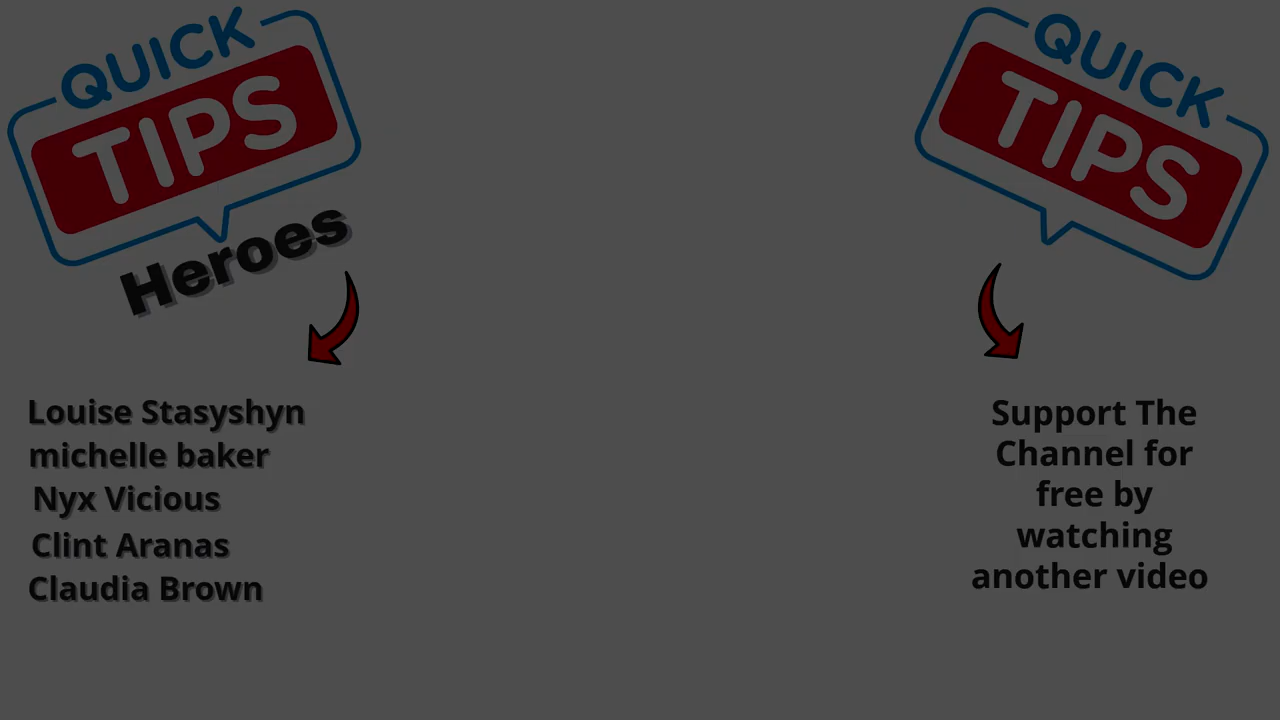 QUICK
TIPS
Heroes
Louise Stasyshyn
michelle baker
Nyx Vicious
Clint Aranas
Claudia Brown
QUICK
TIPS
Support The
Channel for
free by
watching
another video